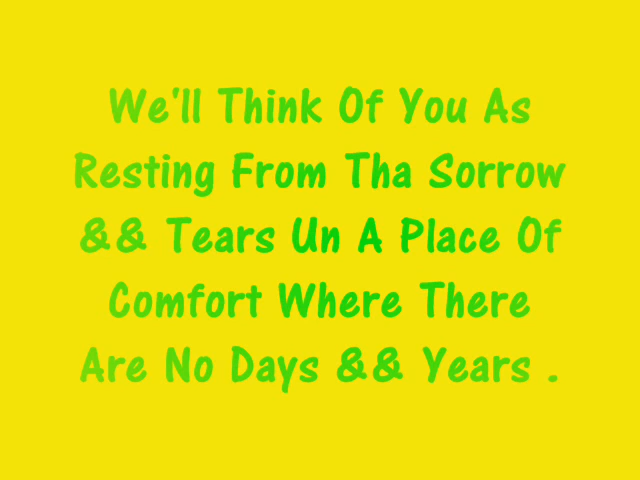 We'll Think Of You As
Resting From Tha Sorrow
&& Tears Un A Place Of
Comfort Where There
Are No Days && Years .